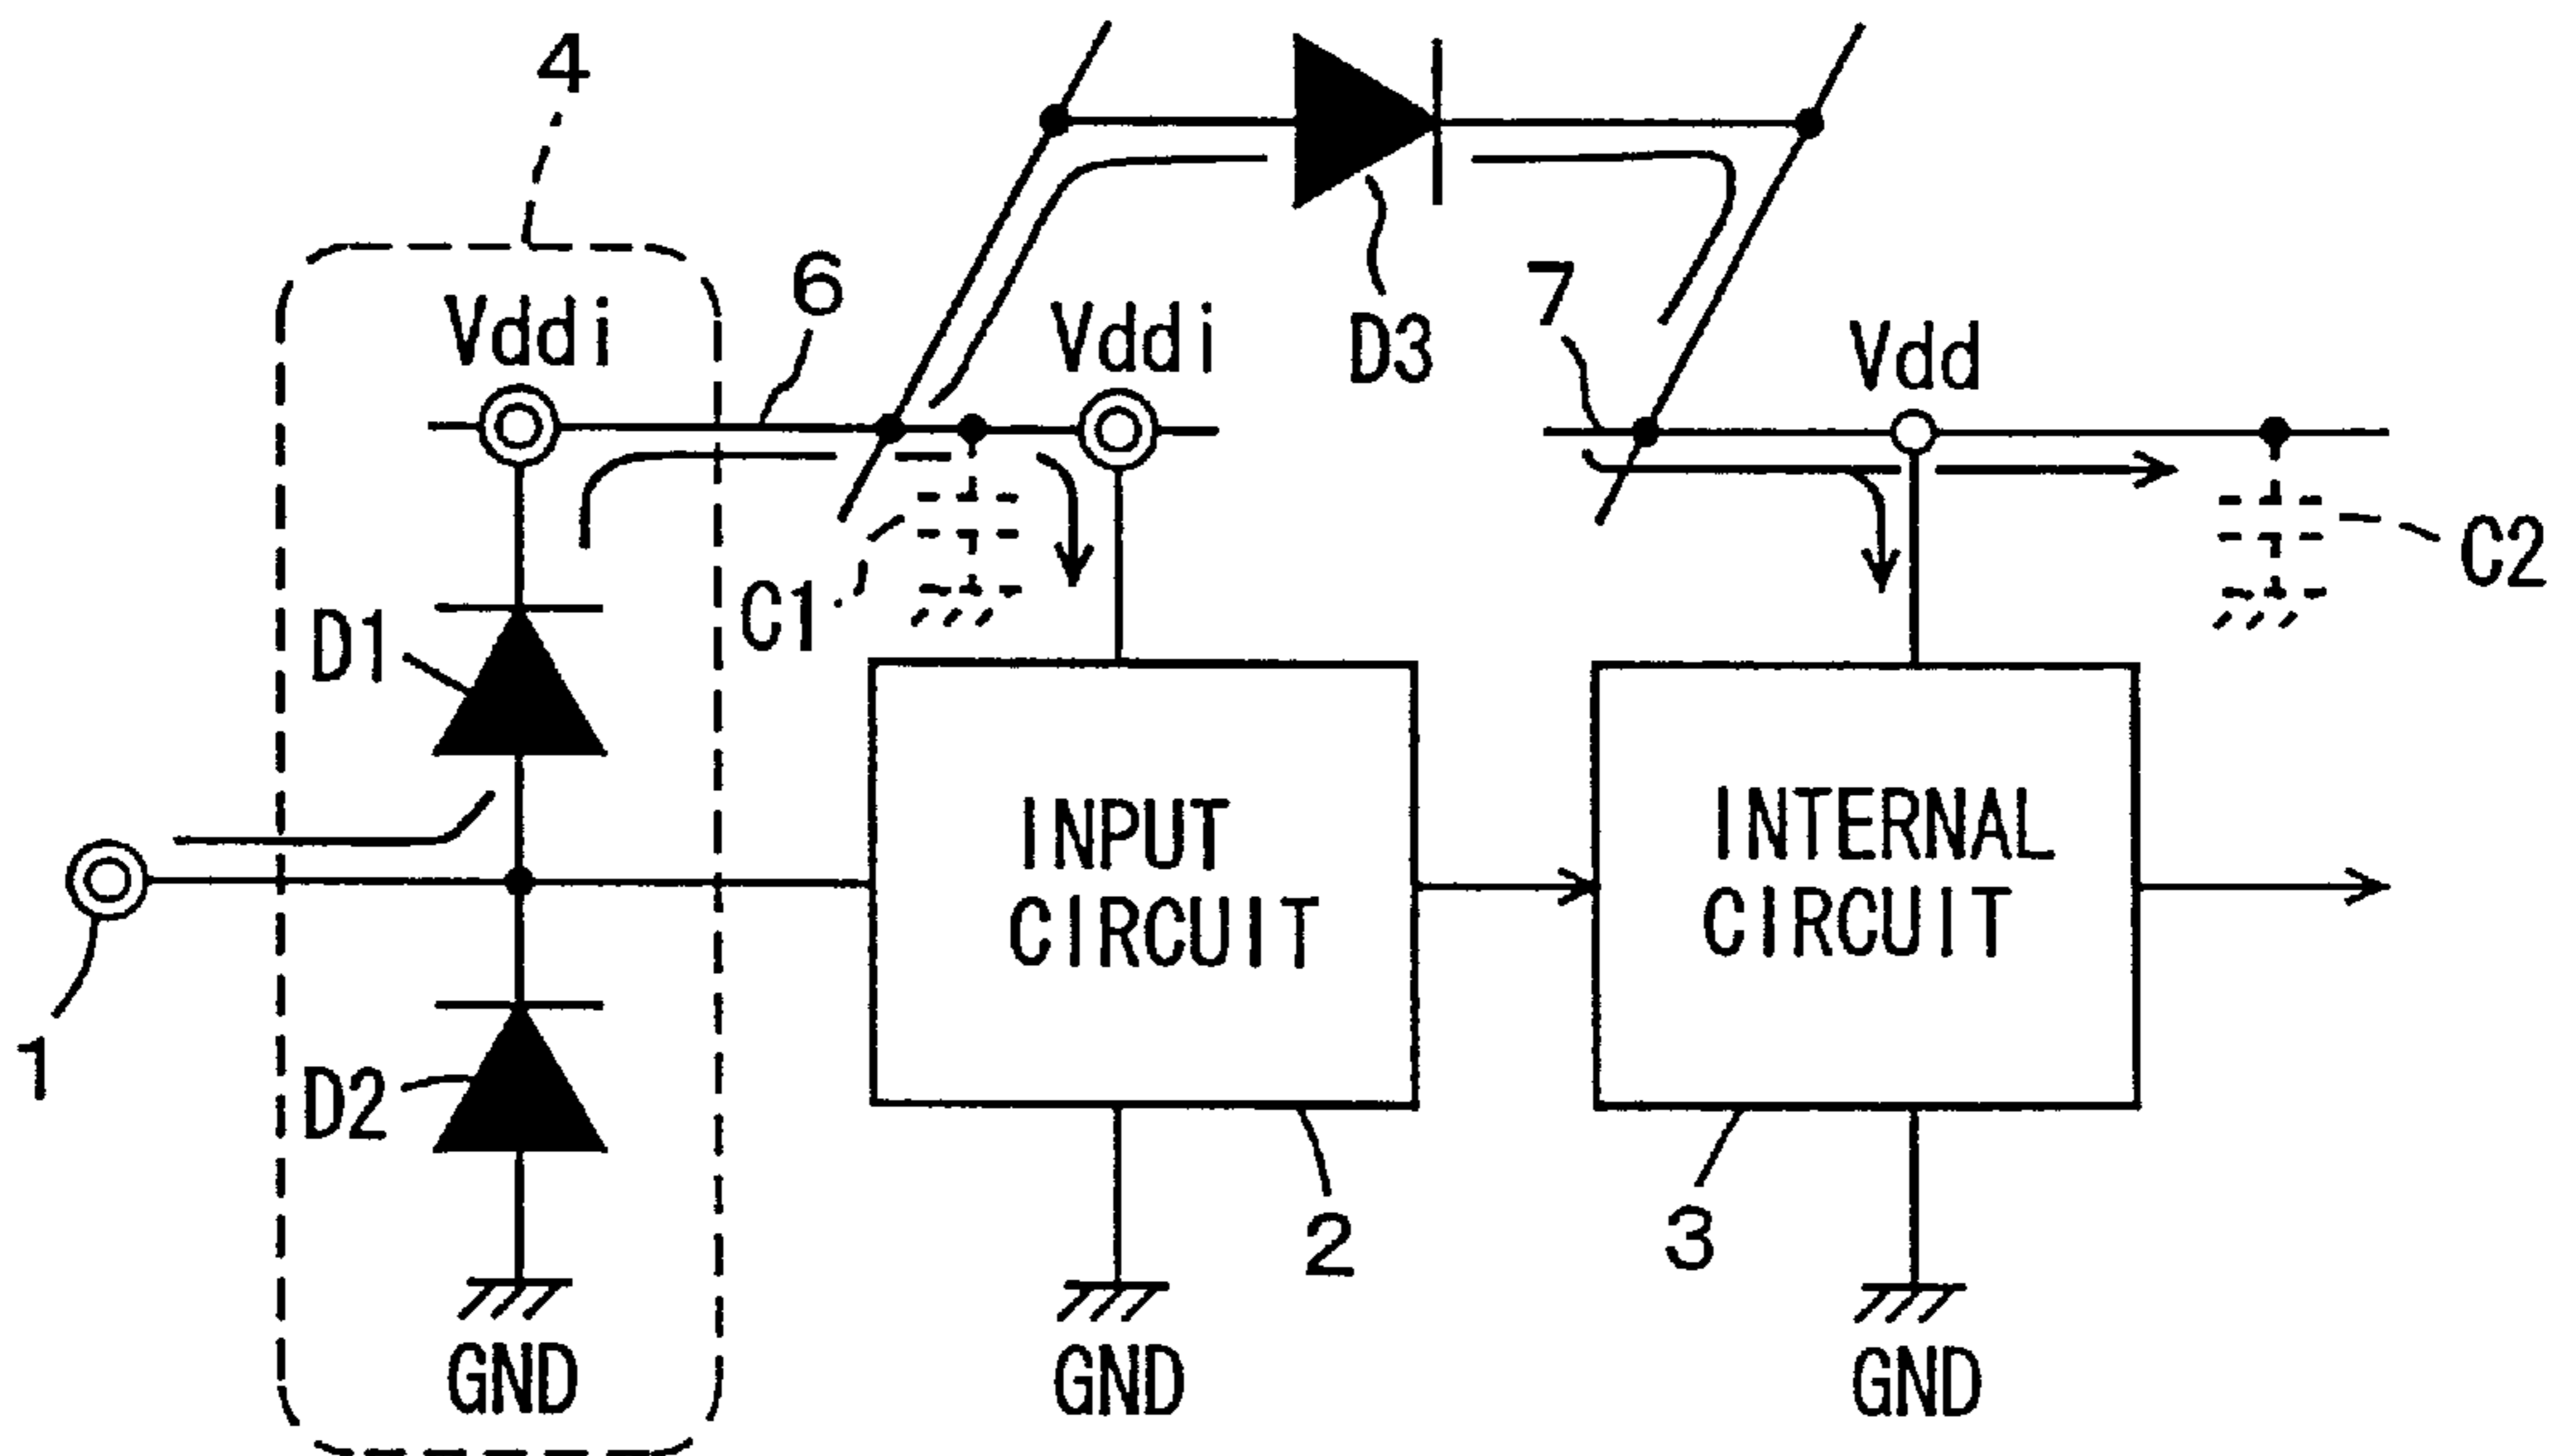 4
Vddi
6
Vddi
D3
7
Vdd
D1
C1
C2
INPUT
CIRCUIT
INTERNAL
CIRCUIT
1
D2
2
3
GND
GND
GND